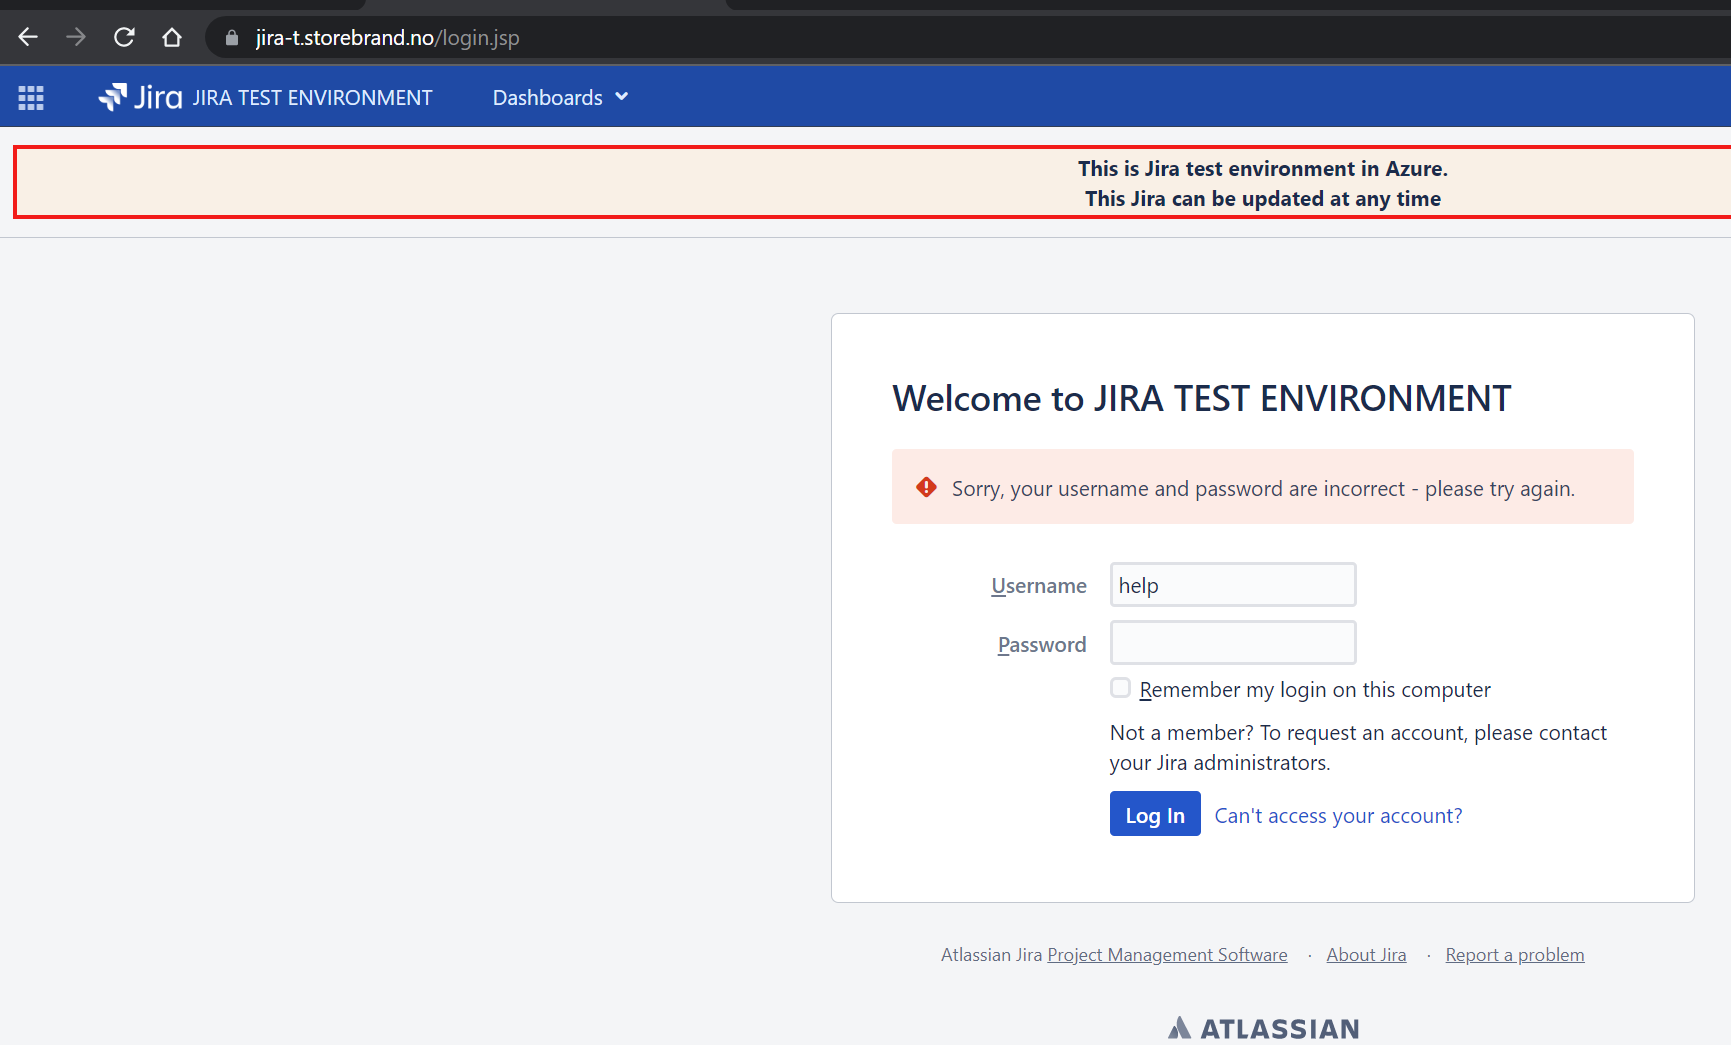 jira-t.storebrand.no/login.jsp
Jira JIRA TEST ENVIRONMENT Dashboards
This is Jira test environment in Azure.
This Jira can be updated at any time
Welcome to JIRA TEST ENVIRONMENT
Sorry, your username and password are incorrect - please try again.
Username help
Password
Remember my login on this computer
Not a member? To request an account, please contact
your Jira administrators.
Log In Can't access your account?
Atlassian Jira Project Management Software · About Jira · Report a problem
ATLASSIAN